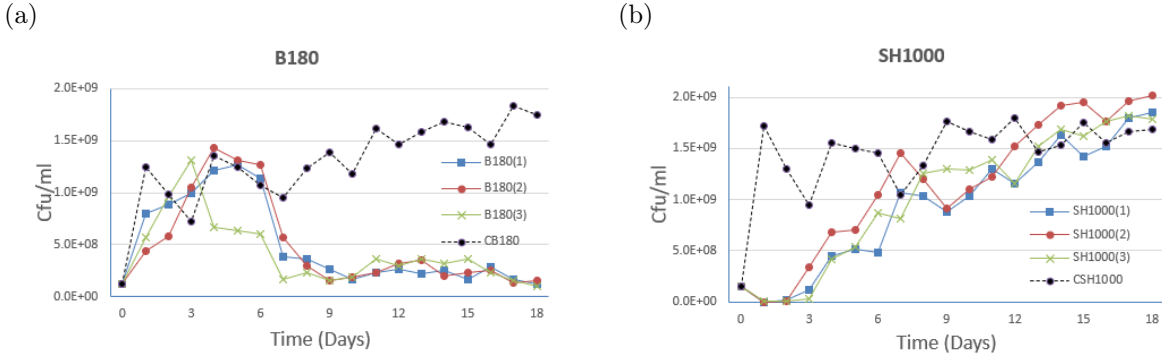 (a)
B180
Cfu/ml
2.0E+09
1.5E+09
1.0E+09
5.0E+08
0.0E+00
0 3 6 9 12 15 18
Time (Days)
B180(1)
B180(2)
B180(3)
CB180
(b)
SH1000
Cfu/ml
2.0E+09
1.5E+09
1.0E+09
5.0E+08
0.0E+00
0 3 6 9 12 15 18
Time (Days)
SH1000(1)
SH1000(2)
SH1000(3)
CSH1000